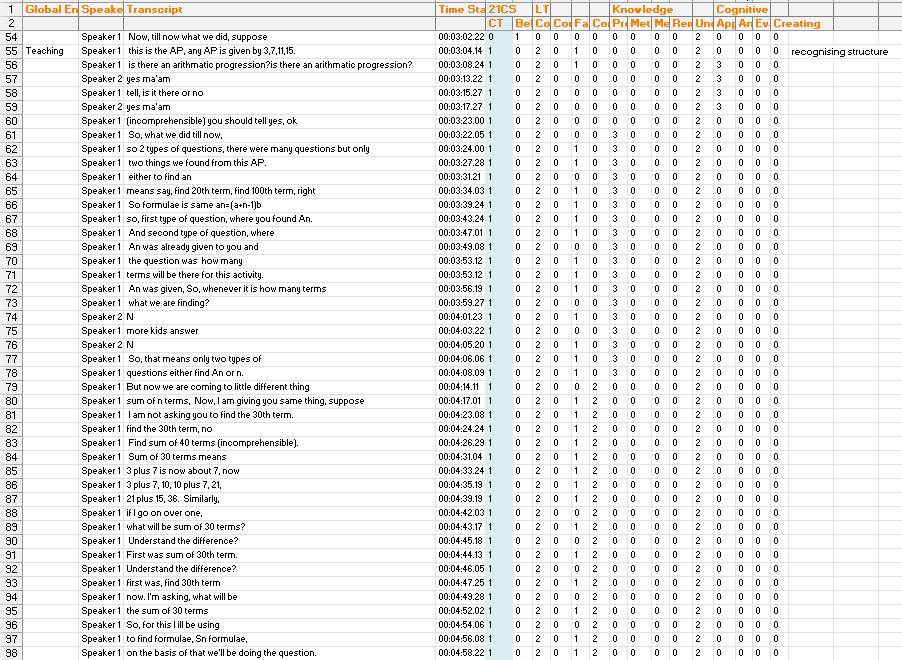 1 Global En Speake Transcript Time Sta 21CS LT Knowledge Cognitive
2 CT Be Co Cor Fa Cor Pro Met Me Ren Und App An Ev Creating
54 Speaker 1 Now, till now what we did, suppose 00:03:02.22 0 1 0 0 0 0 0 0 0 0 2 0 0 0 0
55 Teaching Speaker 1 this is the AP, any AP is given by 3,7,11,15. 00:03:04.14 1 0 2 0 1 0 0 0 0 0 2 0 0 0 0 recognising structure
56 Speaker 1 is there an arithmatic progression?is there an arithmatic progression? 00:03:08.24 1 0 2 0 1 0 0 0 0 0 2 3 0 0 0
57 Speaker 2 yes ma'am 00:03:13.22 1 0 2 0 0 0 0 0 0 0 2 3 0 0 0
58 Speaker 1 tell, is it there or no 00:03:15.27 1 0 2 0 0 0 0 0 0 0 2 3 0 0 0
59 Speaker 2 yes ma'am 00:03:17.27 1 0 2 0 0 0 0 0 0 0 2 3 0 0 0
60 Speaker 1 (incomprehensible) you should tell yes, ok 00:03:23.00 1 0 2 0 1 0 0 0 0 0 2 0 0 0 0
61 Speaker 1 So, what we did till now, 00:03:22.05 1 0 2 0 1 0 3 0 0 0 2 0 0 0 0
62 Speaker 1 so 2 types of questions, there were many questions but only 00:03:24.00 1 0 2 0 1 0 3 0 0 0 2 0 0 0 0
63 Speaker 1 two things we found from this AP. 00:03:27.28 1 0 2 0 1 0 3 0 0 0 2 0 0 0 0
64 Speaker 1 either to find an 00:03:31.21 1 0 2 0 0 0 3 0 0 0 2 0 0 0 0
65 Speaker 1 means say, find 20th term, find 100th term, right 00:03:34.03 1 0 2 0 1 0 3 0 0 0 2 0 0 0 0
66 Speaker 1 So formulae is same an=(a+n-1)b 00:03:39.24 1 0 2 0 1 0 3 0 0 0 2 0 0 0 0
67 Speaker 1 so, first type of question, where you found An. 00:03:43.24 1 0 2 0 1 0 3 0 0 0 2 0 0 0 0
68 Speaker 1 And second type of question, where 00:03:47.01 1 0 2 0 1 0 3 0 0 0 2 0 0 0 0
69 Speaker 1 An was already given to you and 00:03:49.08 1 0 2 0 0 0 3 0 0 0 2 0 0 0 0
70 Speaker 1 the question was how many 00:03:53.12 1 0 2 0 1 0 3 0 0 0 2 0 0 0 0
71 Speaker 1 terms will be there for this activity. 00:03:53.12 1 0 2 0 1 0 3 0 0 0 2 0 0 0 0
72 Speaker 1 An was given, So, whenever it is how many terms 00:03:56.19 1 0 2 0 1 0 3 0 0 0 2 0 0 0 0
73 Speaker 1 what we are finding? 00:03:59.27 1 0 2 0 0 0 3 0 0 0 2 0 0 0 0
74 Speaker 2 N 00:04:01.23 1 0 2 0 1 0 3 0 0 0 2 0 0 0 0
75 Speaker 1 more kids answer 00:04:03.22 1 0 2 0 0 0 3 0 0 0 2 0 0 0 0
76 Speaker 2 N 00:04:05.20 1 0 2 0 1 0 3 0 0 0 2 0 0 0 0
77 Speaker 1 So, that means only two types of 00:04:06.06 1 0 2 0 1 0 3 0 0 0 2 0 0 0 0
78 Speaker 1 questions either find An or n. 00:04:08.09 1 0 2 0 1 0 3 0 0 0 2 0 0 0 0
79 Speaker 1 But now we are coming to little different thing 00:04:14.11 1 0 2 0 0 2 0 0 0 0 2 0 0 0 0
80 Speaker 1 sum of n terms, Now, I am giving you same thing, suppose 00:04:17.01 1 0 2 0 1 2 0 0 0 0 2 0 0 0 0
81 Speaker 1 I am not asking you to find the 30th term. 00:04:23.08 1 0 2 0 1 2 0 0 0 0 2 0 0 0 0
82 Speaker 1 find the 30th term, no 00:04:24.24 1 0 2 0 1 2 0 0 0 0 2 0 0 0 0
83 Speaker 1 Find sum of 40 terms (incomprehensible). 00:04:26.29 1 0 2 0 1 2 0 0 0 0 2 0 0 0 0
84 Speaker 1 Sum of 30 terms means 00:04:31.04 1 0 2 0 1 2 0 0 0 0 2 0 0 0 0
85 Speaker 1 3 plus 7 is now about 7, now 00:04:33.24 1 0 2 0 1 2 0 0 0 0 2 0 0 0 0
86 Speaker 1 3 plus 7, 10, 10 plus 7, 21, 00:04:35.19 1 0 2 0 1 2 0 0 0 0 2 0 0 0 0
87 Speaker 1 21 plus 15, 36. Similarly, 00:04:39.19 1 0 2 0 1 2 0 0 0 0 2 0 0 0 0
88 Speaker 1 if I go on over one, 00:04:42.03 1 0 2 0 0 2 0 0 0 0 2 0 0 0 0
89 Speaker 1 what will be sum of 30 terms? 00:04:43.17 1 0 2 0 1 2 0 0 0 0 2 0 0 0 0
90 Speaker 1 Understand the difference? 00:04:45.18 1 0 2 0 0 2 0 0 0 0 2 0 0 0 0
91 Speaker 1 First was sum of 30th term. 00:04:44.13 1 0 2 0 1 2 0 0 0 0 2 0 0 0 0
92 Speaker 1 Understand the difference? 00:04:46.05 1 0 2 0 0 2 0 0 0 0 2 0 0 0 0
93 Speaker 1 first was, find 30th term 00:04:47.25 1 0 2 0 1 2 0 0 0 0 2 0 0 0 0
94 Speaker 1 now. I'm asking, what will be 00:04:49.28 1 0 2 0 0 2 0 0 0 0 2 0 0 0 0
95 Speaker 1 the sum of 30 terms 00:04:52.02 1 0 2 0 1 2 0 0 0 0 2 0 0 0 0
96 Speaker 1 So, for this I ill be using 00:04:54.06 1 0 2 0 0 2 0 0 0 0 2 0 0 0 0
97 Speaker 1 to find formulae, Sn formulae, 00:04:56.08 1 0 2 0 1 2 0 0 0 0 2 0 0 0 0
98 Speaker 1 on the basis of that we'll be doing the question. 00:04:58.22 1 0 2 0 1 2 0 0 0 0 2 0 0 0 0